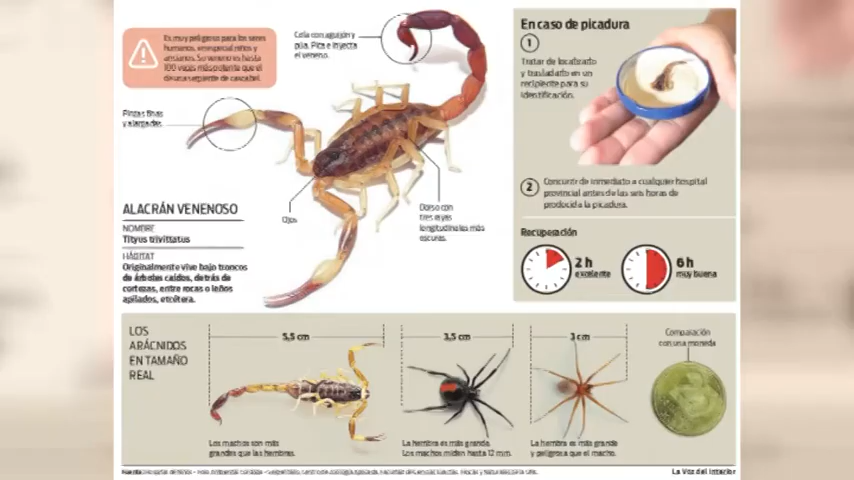 Es muy peligroso para los seres
humanos, en especial niños y
ancianos. Su veneno es hasta
100 veces más potente que el
de una serpiente de cascabel.
Cola con aguijón y
púa. Pica e inyecta
el veneno.
Pinzas finas
y alargadas
Ojos
Dorso con
tres rayas
longitudinales más
oscuras.
ALACRÁN VENENOSO
NOMBRE
Tityus trivittatus
HÁBITAT
Originalmente vive bajo troncos
de árboles caídos, detrás de
cortezas, entre rocas o leños
apilados, etcétera.
En caso de picadura
1
Tratar de localizarlo
y trasladarlo en un
recipiente para su
identificación.
2
Concurrir de inmediato a cualquier hospital
provincial antes de las seis horas de
producida la picadura.
Recuperación
2 h
excelente
6 h
muy buena
LOS
ARÁCNIDOS
EN TAMAÑO
REAL
5,5 cm
3,5 cm
3 cm
Comparación
con una moneda
Los machos son más
grandes que las hembras.
La hembra es más grande.
Los machos miden hasta 12 mm.
La hembra es más grande
y peligrosa que el macho.
La Voz del Interior